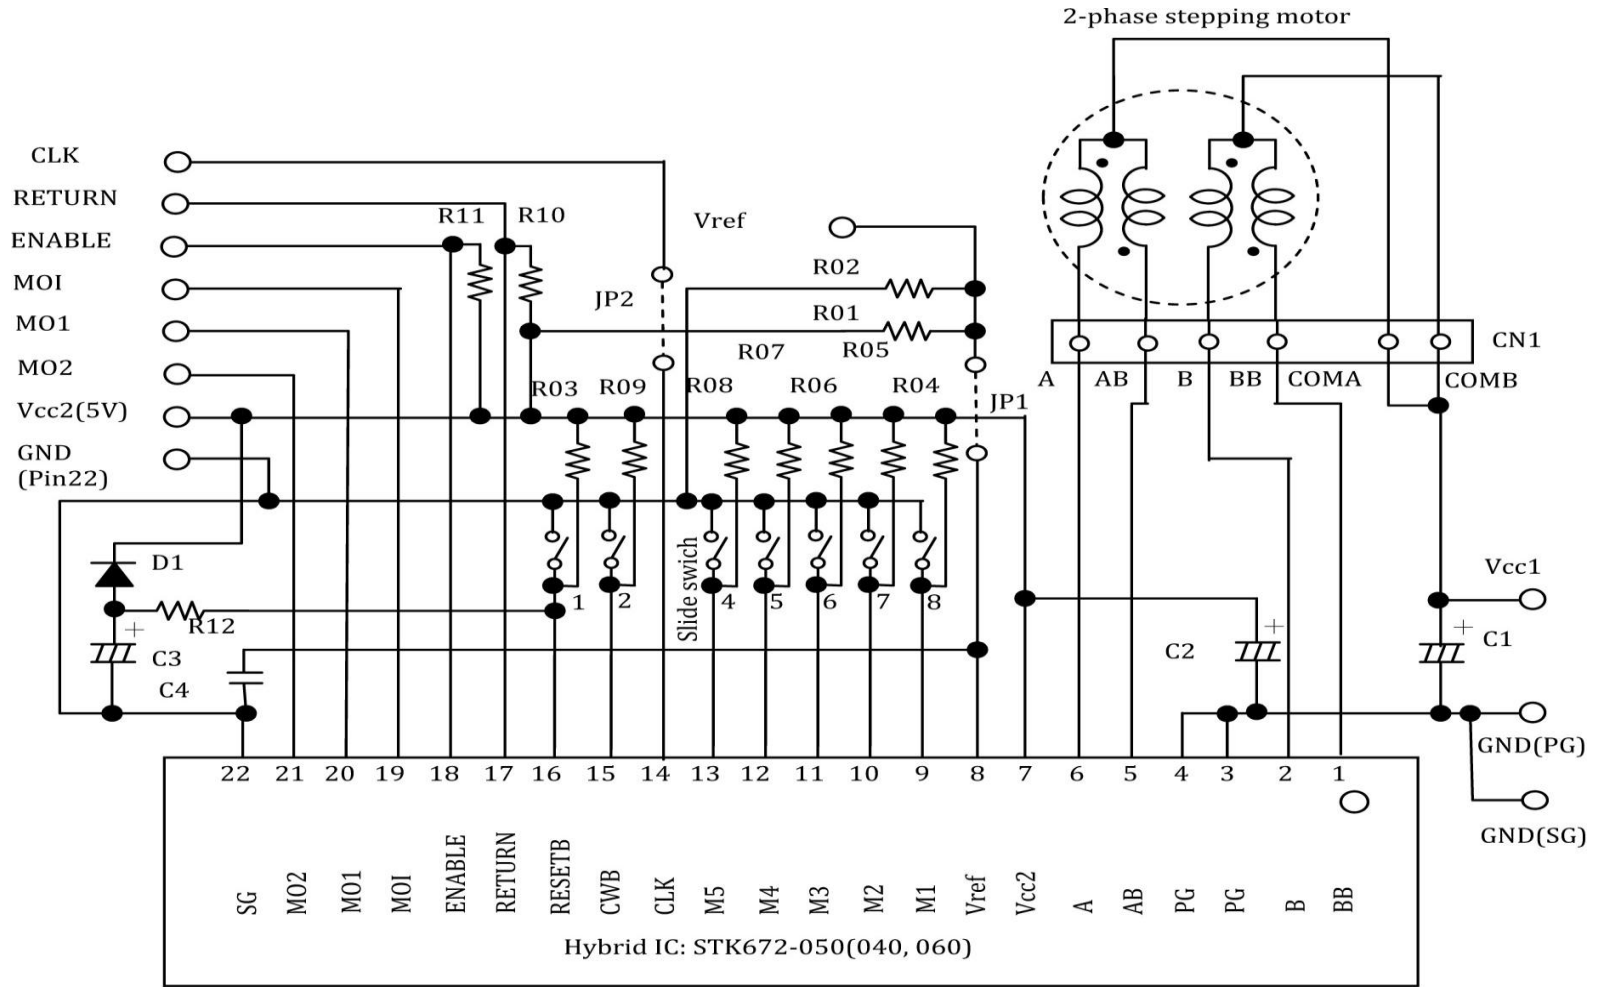 2-phase stepping motor
CLK
RETURN
R11
R10
Vref
ENABLE
R02
MOI
JP2
R01
MO1
CN1
R07
R05
MO2
R03
R09
R08
R06
R04
A
AB
B
BB
COMA
COMB
Vcc2(5V)
JP1
GND
(Pin22)
D1
Slide swich
Vcc1
1
2
4
5
6
7
8
R12
+
+
+
C3
C2
C1
C4
GND(PG)
22
21
20
19
18
17
16
15
14
13
12
11
10
9
8
7
6
5
4
3
2
1
GND(SG)
SG
MO2
MO1
MOI
ENABLE
RETURN
RESETB
CWB
CLK
M5
M4
M3
M2
M1
Vref
Vcc2
A
AB
PG
PG
B
BB
Hybrid IC: STK672-050(040, 060)